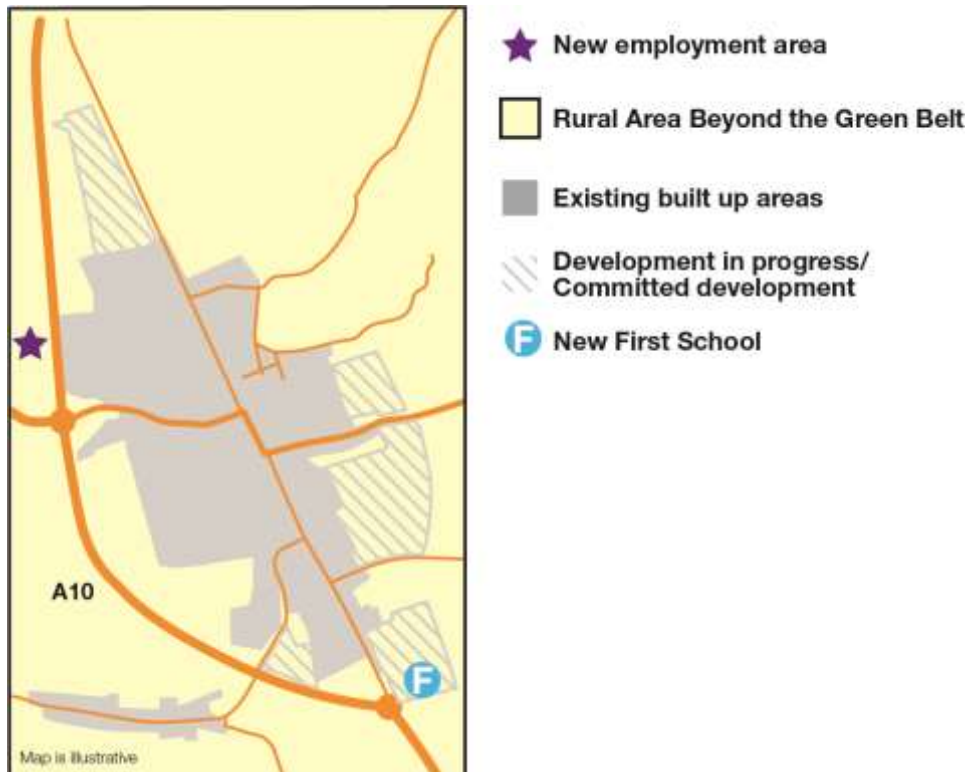 New employment area
Rural Area Beyond the Green Belt
Existing built up areas
Development in progress/
Committed development
F New First School
A10
F
Map is illustrative